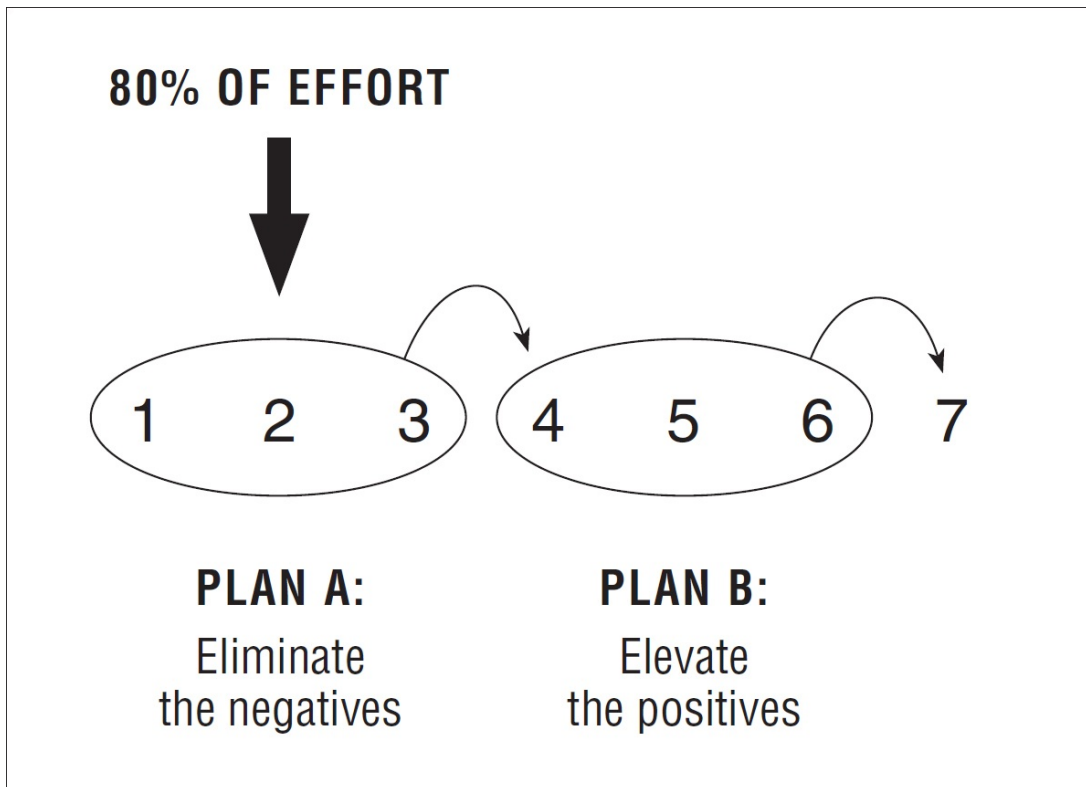 80% OF EFFORT
1 2 3 4 5 6 7
PLAN A:
Eliminate
the negatives
PLAN B:
Elevate
the positives